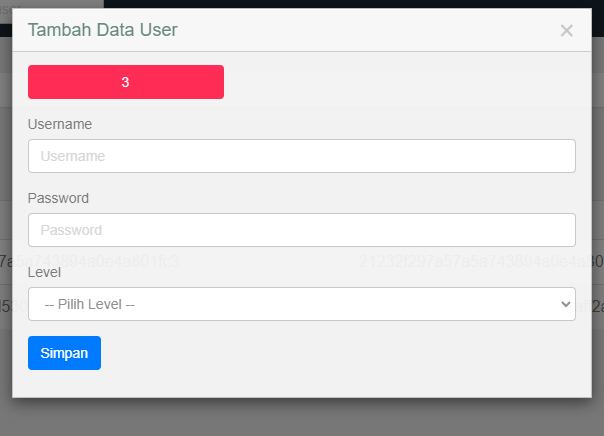 Tambah Data User
×
3
Username
Username
Password
Password
Level
-- Pilih Level --
Simpan